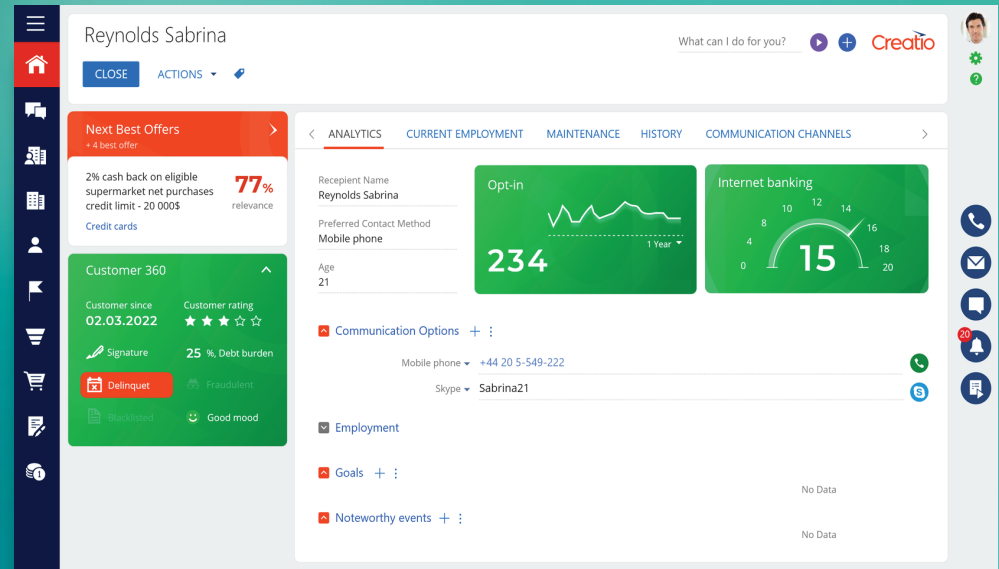 Reynolds Sabrina
What can I do for you?
Creatio
CLOSE
ACTIONS
Next Best Offers
+ 4 best offer
2% cash back on eligible
supermarket net purchases
credit limit - 20 000$
77%
relevance
Credit cards
Customer 360
Customer since
Customer rating
02.03.2022
Signature
25 %, Debt burden
Delinquet
Fraudulent
Blacklisted
Good mood
ANALYTICS
CURRENT EMPLOYMENT
MAINTENANCE
HISTORY
COMMUNICATION CHANNELS
Recepient Name
Reynolds Sabrina
Preferred Contact Method
Mobile phone
Age
21
Opt-in
1 Year
234
Internet banking
0
4
8
10
12
14
16
18
20
15
Communication Options
Mobile phone
+44 20 5-549-222
Skype
Sabrina21
S
Employment
Goals
No Data
Noteworthy events
No Data
?
20
1